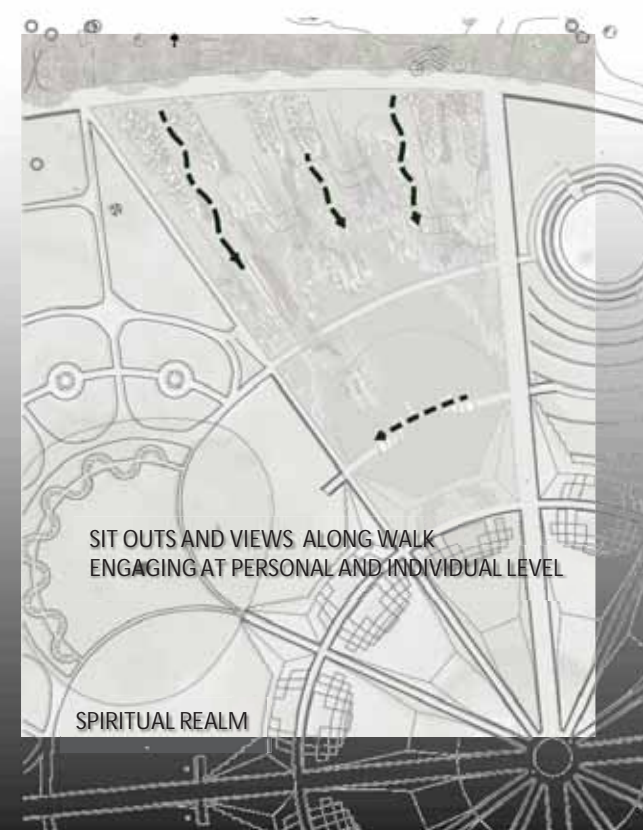 SIT OUTS AND VIEWS ALONG WALK
ENGAGING AT PERSONAL AND INDIVIDUAL LEVEL
SPIRITUAL REALM